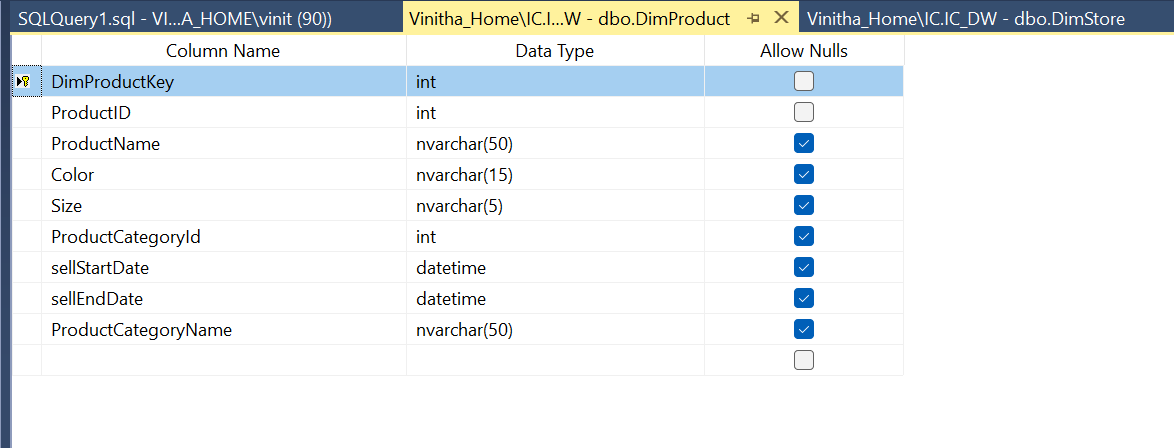 SQLQuery1.sql - VI...A_HOME\vinit (90)) Vinitha_Home\IC.I...W - dbo.DimProduct Vinitha_Home\IC.IC_DW - dbo.DimStore
Column Name Data Type Allow Nulls
DimProductKey int
ProductID int
ProductName nvarchar(50)
Color nvarchar(15)
Size nvarchar(5)
ProductCategoryId int
sellStartDate datetime
sellEndDate datetime
ProductCategoryName nvarchar(50)